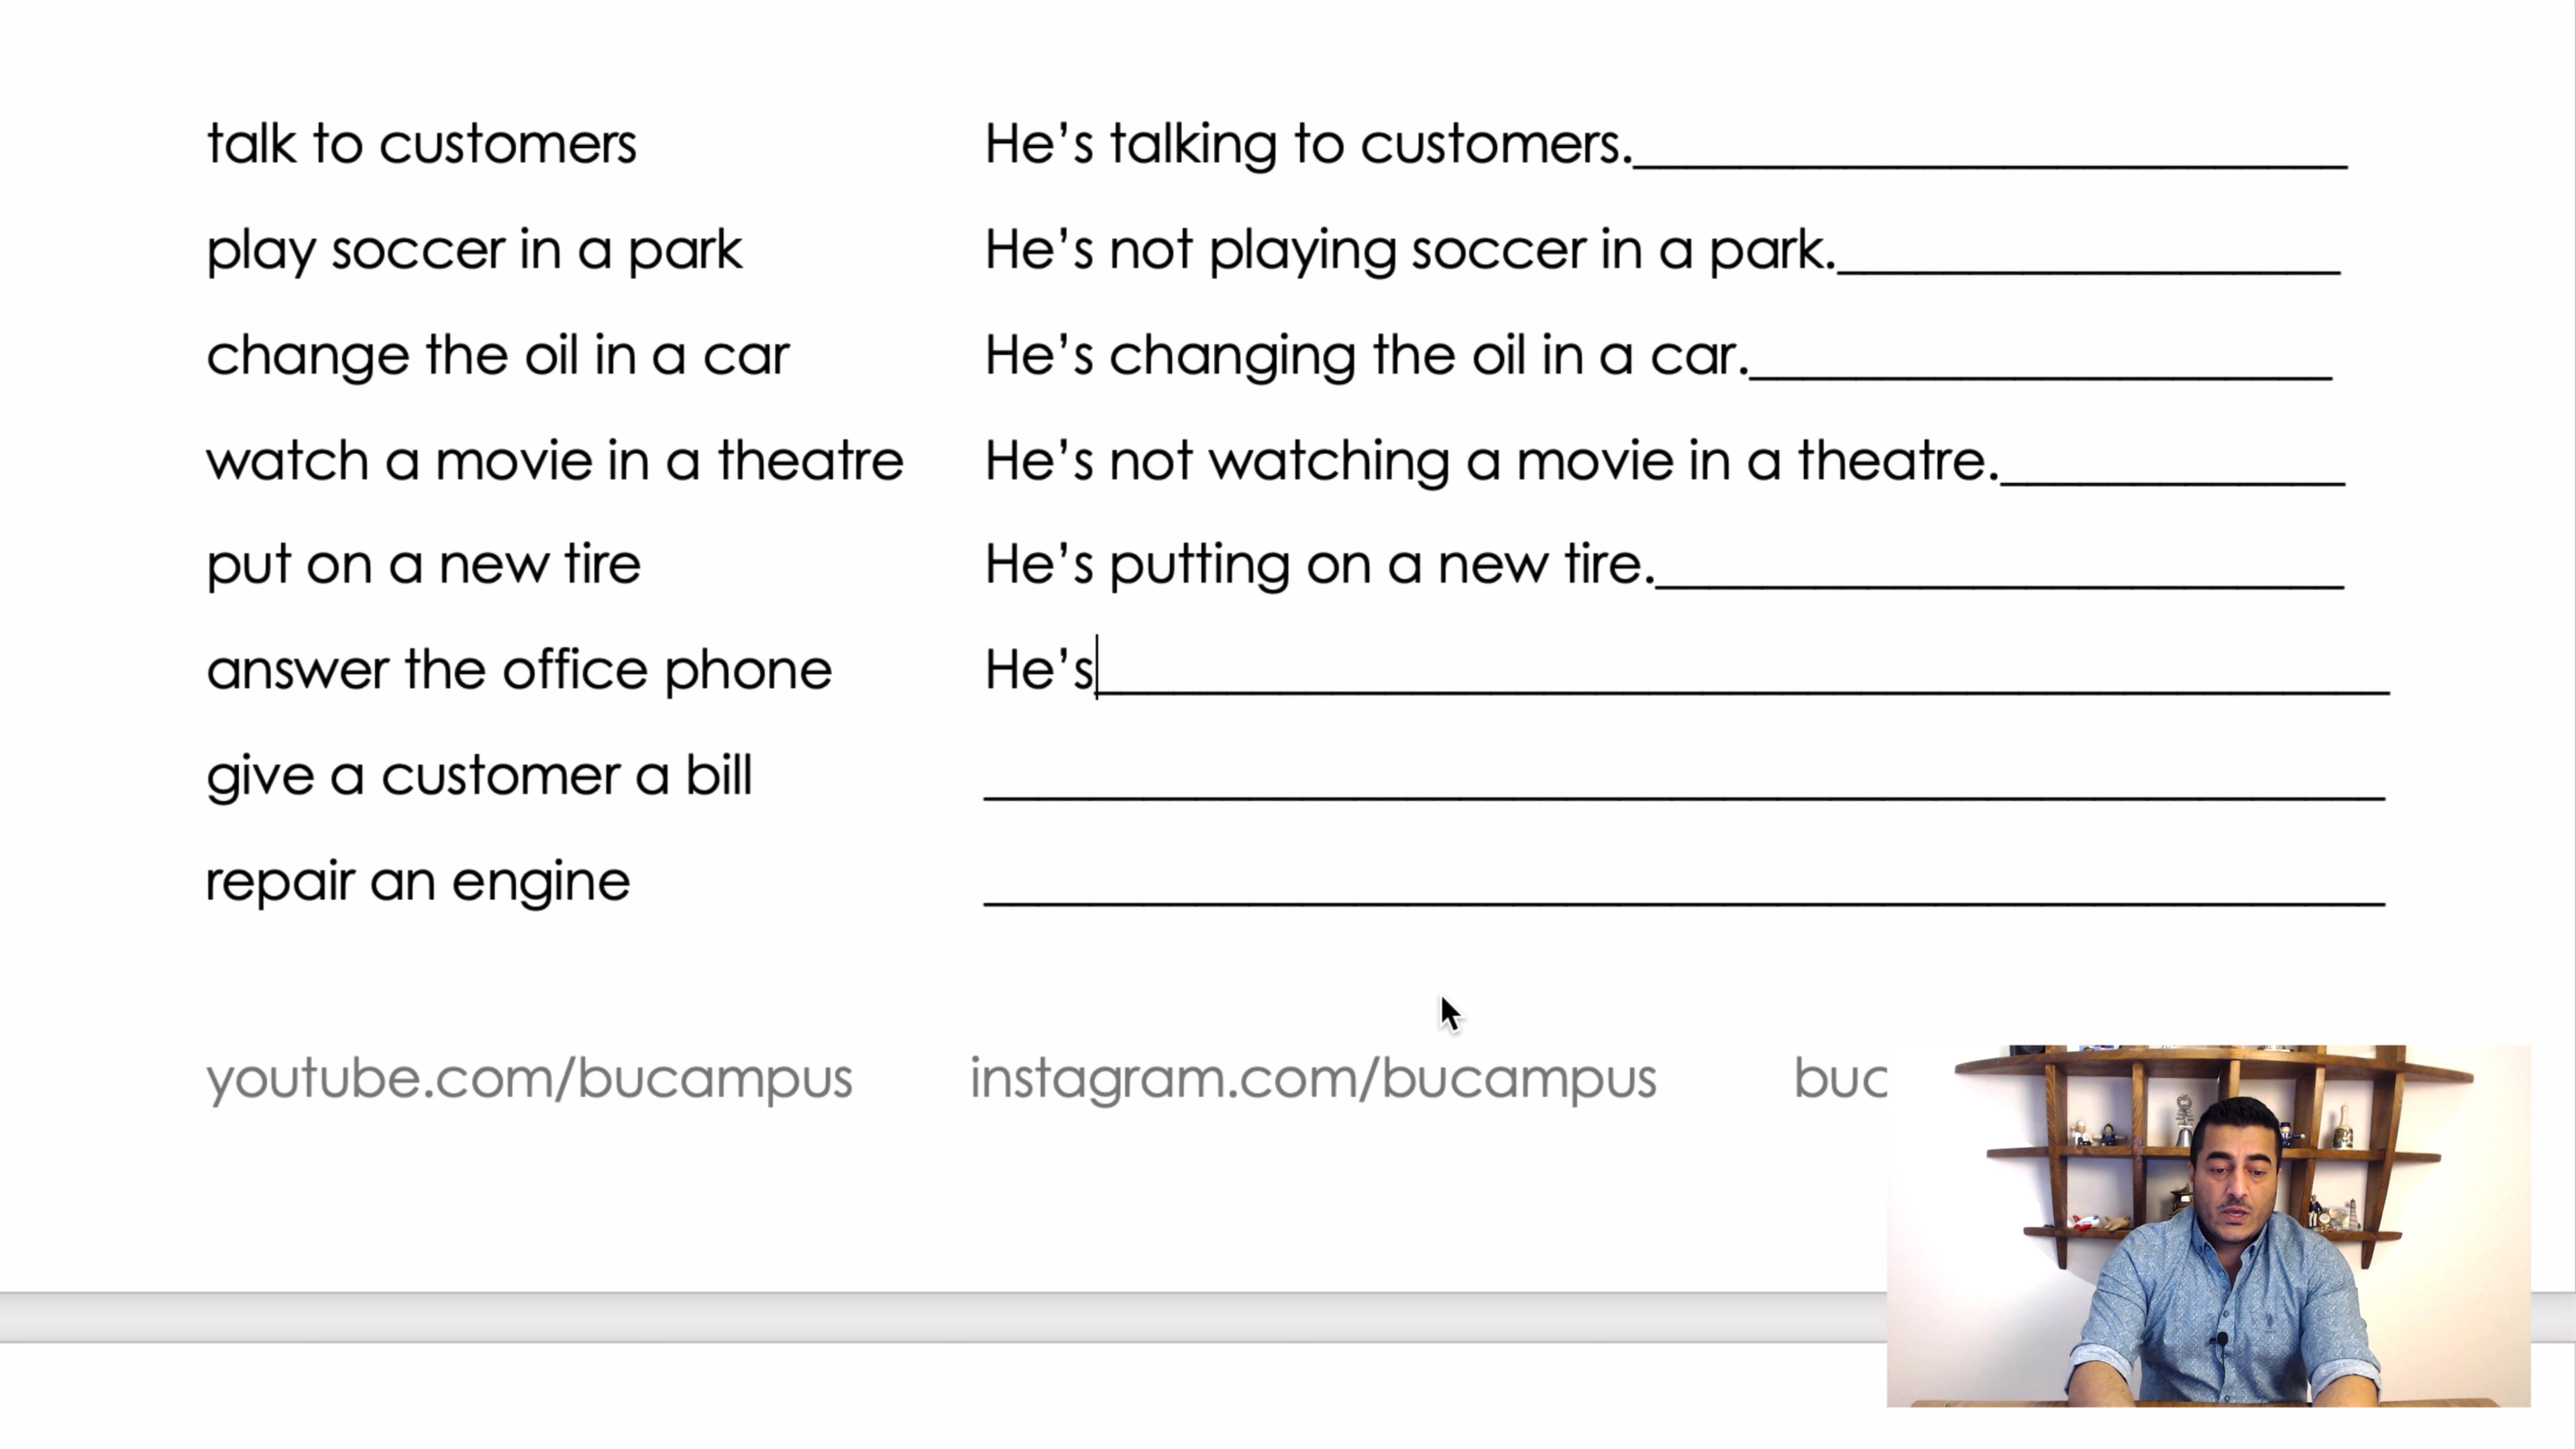 talk to customers He’s talking to customers.
play soccer in a park He’s not playing soccer in a park.
change the oil in a car He’s changing the oil in a car.
watch a movie in a theatre He’s not watching a movie in a theatre.
put on a new tire He’s putting on a new tire.
answer the office phone He’s
give a customer a bill
repair an engine
youtube.com/bucampus instagram.com/bucampus buc